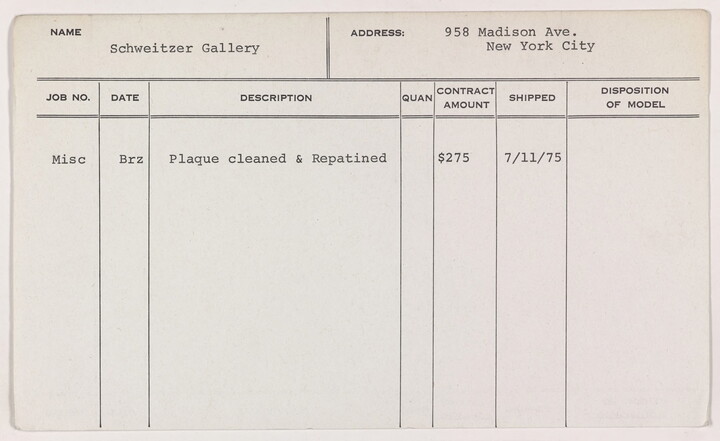 NAME
Schweitzer Gallery
ADDRESS: 958 Madison Ave.
New York City
JOB NO. DATE DESCRIPTION QUAN CONTRACT AMOUNT SHIPPED DISPOSITION OF MODEL
Misc Brz Plaque cleaned & Repatined $275 7/11/75